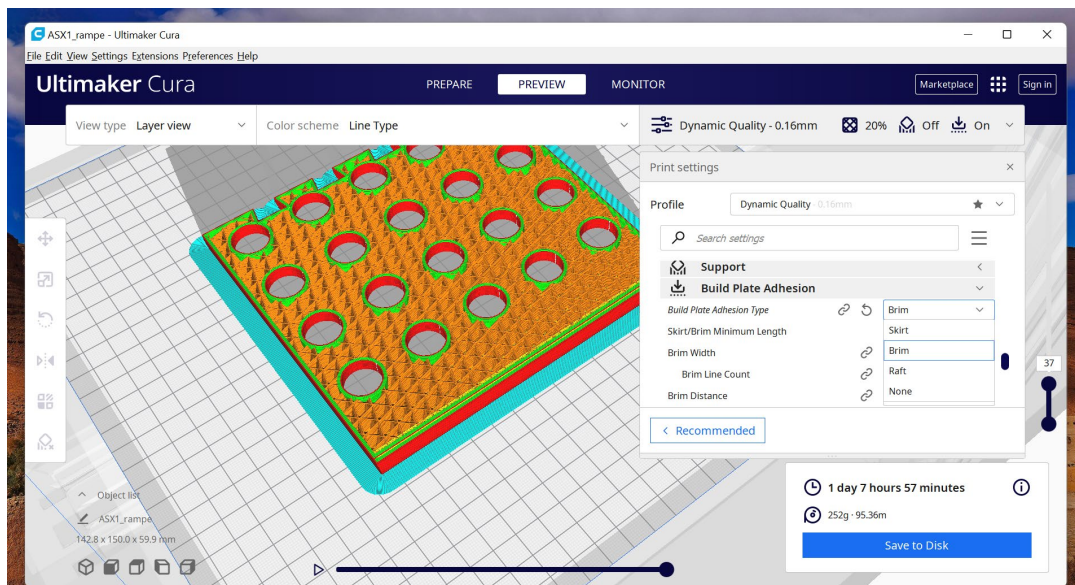 ASX1_rampe - Ultimaker Cura
File Edit View Settings Extensions Preferences Help
Ultimaker Cura
PREPARE PREVIEW MONITOR
Marketplace Sign in
View type Layer view
Color scheme Line Type
Dynamic Quality - 0.16mm 20% Off On
Print settings
Profile Dynamic Quality - 0.16mm
Search settings
Support
Build Plate Adhesion
Build Plate Adhesion Type Brim
Skirt/Brim Minimum Length Skirt
Brim Width Brim
Brim Line Count Raft
Brim Distance None
37
Recommended
Object list
ASX1_rampe
142.8 x 150.0 x 59.9 mm
1 day 7 hours 57 minutes
252g · 95.36m
Save to Disk